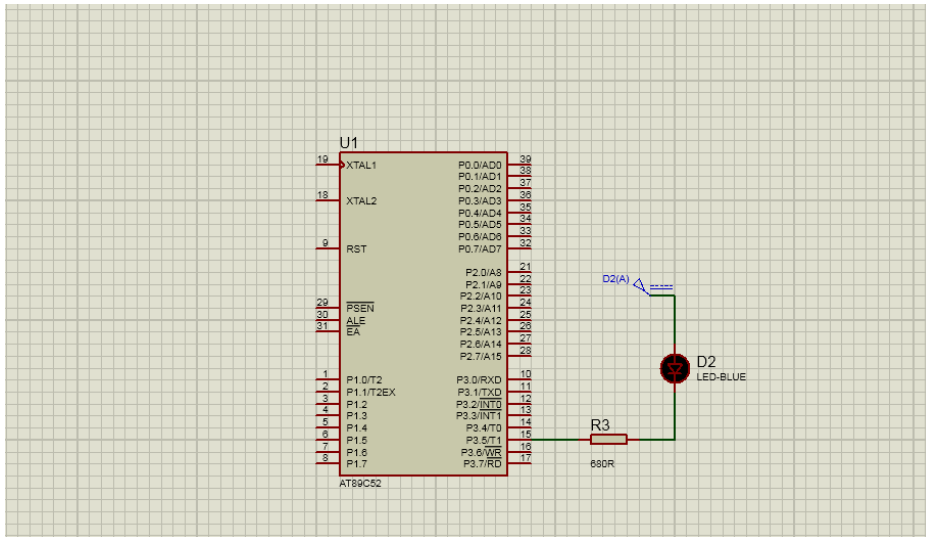 U1
19 XTAL1 P0.0/AD0 39
P0.1/AD1 38
P0.2/AD2 37
18 XTAL2 P0.3/AD3 36
P0.4/AD4 35
P0.5/AD5 34
P0.6/AD6 33
9 RST P0.7/AD7 32
P2.0/A8 21
P2.1/A9 22
P2.2/A10 23
29 PSEN P2.3/A11 24
30 ALE P2.4/A12 25
31 EA P2.5/A13 26
P2.6/A14 27
P2.7/A15 28
1 P1.0/T2 P3.0/RXD 10
2 P1.1/T2EX P3.1/TXD 11
3 P1.2 P3.2/INT0 12
4 P1.3 P3.3/INT1 13
5 P1.4 P3.4/T0 14
6 P1.5 P3.5/T1 15
7 P1.6 P3.6/WR 16
8 P1.7 P3.7/RD 17
AT89C52
D2(A)
D2
LED-BLUE
R3
680R